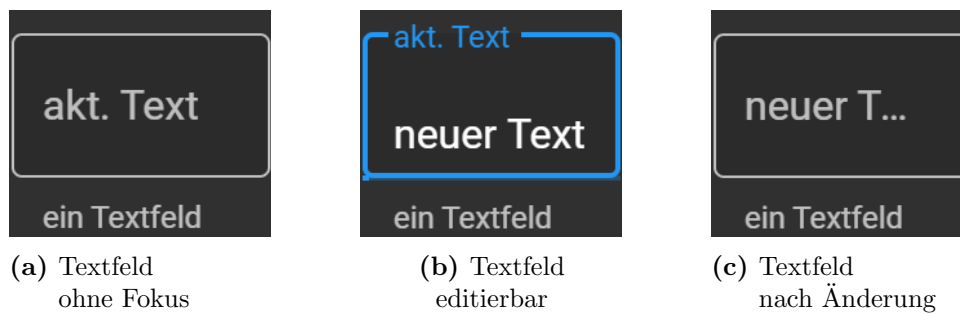 akt. Text
ein Textfeld
(a) Textfeld
ohne Fokus
akt. Text
neuer Text
ein Textfeld
(b) Textfeld
editierbar
neuer T...
ein Textfeld
(c) Textfeld
nach Änderung